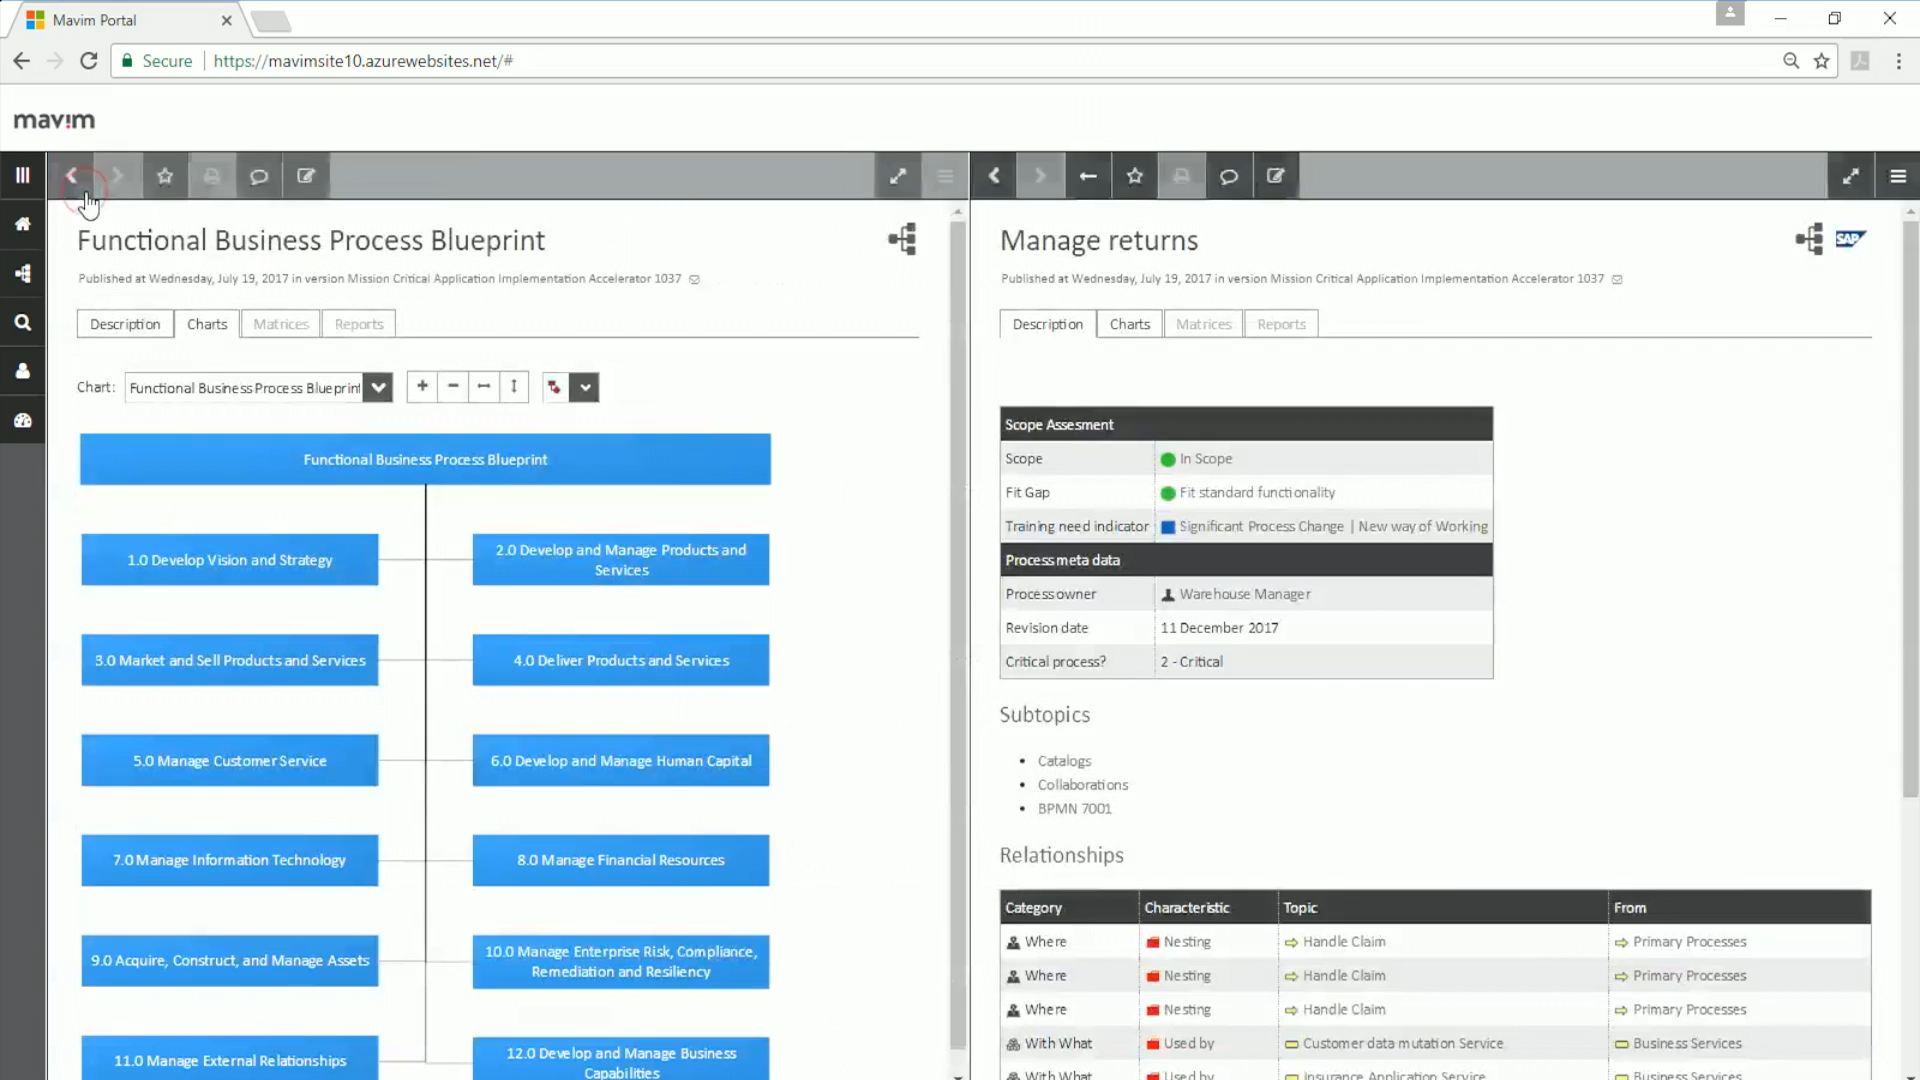 Mavim Portal
Secure
https://mavimsite10.azurewebsites.net/#
mavim
Functional Business Process Blueprint
Published at Wednesday, July 19, 2017 in version Mission Critical Application Implementation Accelerator 1037
Description
Charts
Matrices
Reports
Chart:
Functional Business Process Blueprint
Functional Business Process Blueprint
1.0 Develop Vision and Strategy
2.0 Develop and Manage Products and
Services
3.0 Market and Sell Products and Services
4.0 Deliver Products and Services
5.0 Manage Customer Service
6.0 Develop and Manage Human Capital
7.0 Manage Information Technology
8.0 Manage Financial Resources
9.0 Acquire, Construct, and Manage Assets
10.0 Manage Enterprise Risk, Compliance,
Remediation and Resiliency
11.0 Manage External Relationships
12.0 Develop and Manage Business
Capabilities
Manage returns
SAP
Published at Wednesday, July 19, 2017 in version Mission Critical Application Implementation Accelerator 1037
Description
Charts
Matrices
Reports
Scope Assesment
Scope In Scope
Fit Gap Fit standard functionality
Training need indicator Significant Process Change | New way of Working
Process meta data
Process owner Warehouse Manager
Revision date 11 December 2017
Critical process? 2 - Critical
Subtopics
Catalogs
Collaborations
BPMN 7001
Relationships
Category Characteristic Topic From
Where Nesting Handle Claim Primary Processes
Where Nesting Handle Claim Primary Processes
Where Nesting Handle Claim Primary Processes
With What Used by Customer data mutation Service Business Services
With What Used by Insurance Application Service Business Services